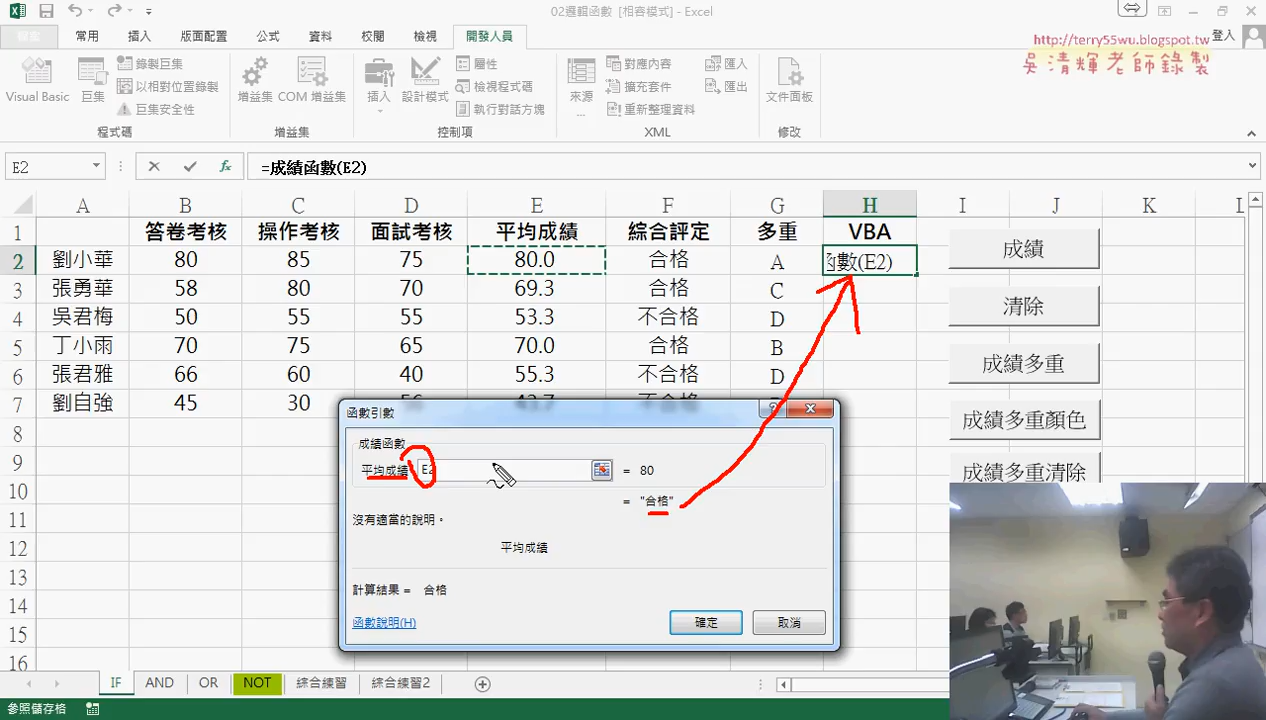 02邏輯函數 [相容模式] - Excel
常用 插入 版面配置 公式 資料 校閱 檢視 開發人員 登入
http://terry55wu.blogspot.tw
吳清輝老師錄製
Visual Basic 巨集 錄製巨集 以相對位置錄製 巨集安全性 增益集 COM 增益集 插入 設計模式 屬性 檢視程式碼 執行對話方塊 來源 ... 對應內容 擴充套件 重新整理資料 匯入 匯出 文件面板
程式碼 增益集 控制項 XML 修改
E2 fx =成績函數(E2)
A B C D E F G H I J K L
1 答卷考核 操作考核 面試考核 平均成績 綜合評定 多重 VBA
2 劉小華 80 85 75 80.0 合格 A 函數(E2)
3 張勇華 58 80 70 69.3 合格 C
4 吳君梅 50 55 55 53.3 不合格 D
5 丁小雨 70 75 65 70.0 合格 B
6 張君雅 66 60 40 55.3 不合格 D
7 劉自強 45 30
8
9
10
11
12
13
14
15
16
成績
清除
成績多重
成績多重顏色
成績多重清除
函數引數
成績函數
平均成績 E2 = 80
= "合格"
沒有適當的說明。
平均成績
計算結果 = 合格
函數說明(H) 確定 取消
IF AND OR NOT 綜合練習 綜合練習2
參照儲存格